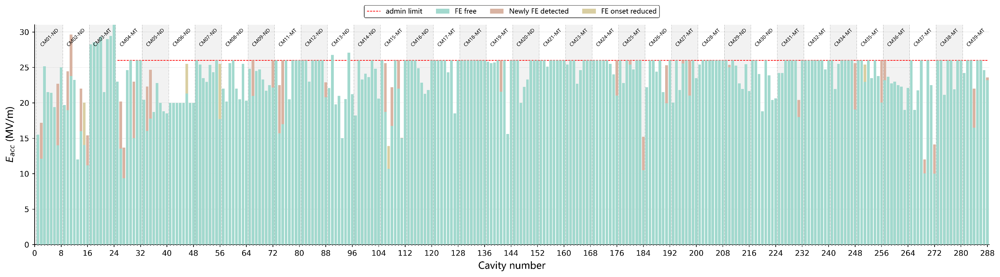 admin limit FE free Newly FE detected FE onset reduced
CM01-ND CM02-ND CM03-MT CM04-MT CM05-ND CM06-ND CM07-ND CM08-ND CM09-ND CM11-MT CM12-ND CM13-ND CM14-ND CM15-MT CM16-ND CM17-MT CM18-MT CM19-MT CM20-ND CM21-MT CM23-MT CM24-MT CM25-MT CM26-ND CM27-MT CM28-MT CM29-ND CM30-ND CM31-MT CM32-MT CM34-MT CM35-MT CM36-MT CM37-MT CM38-MT CM39-MT
30
25
20
15
10
5
0
E_acc (MV/m)
0 8 16 24 32 40 48 56 64 72 80 88 96 104 112 120 128 136 144 152 160 168 176 184 192 200 208 216 224 232 240 248 256 264 272 280 288
Cavity number